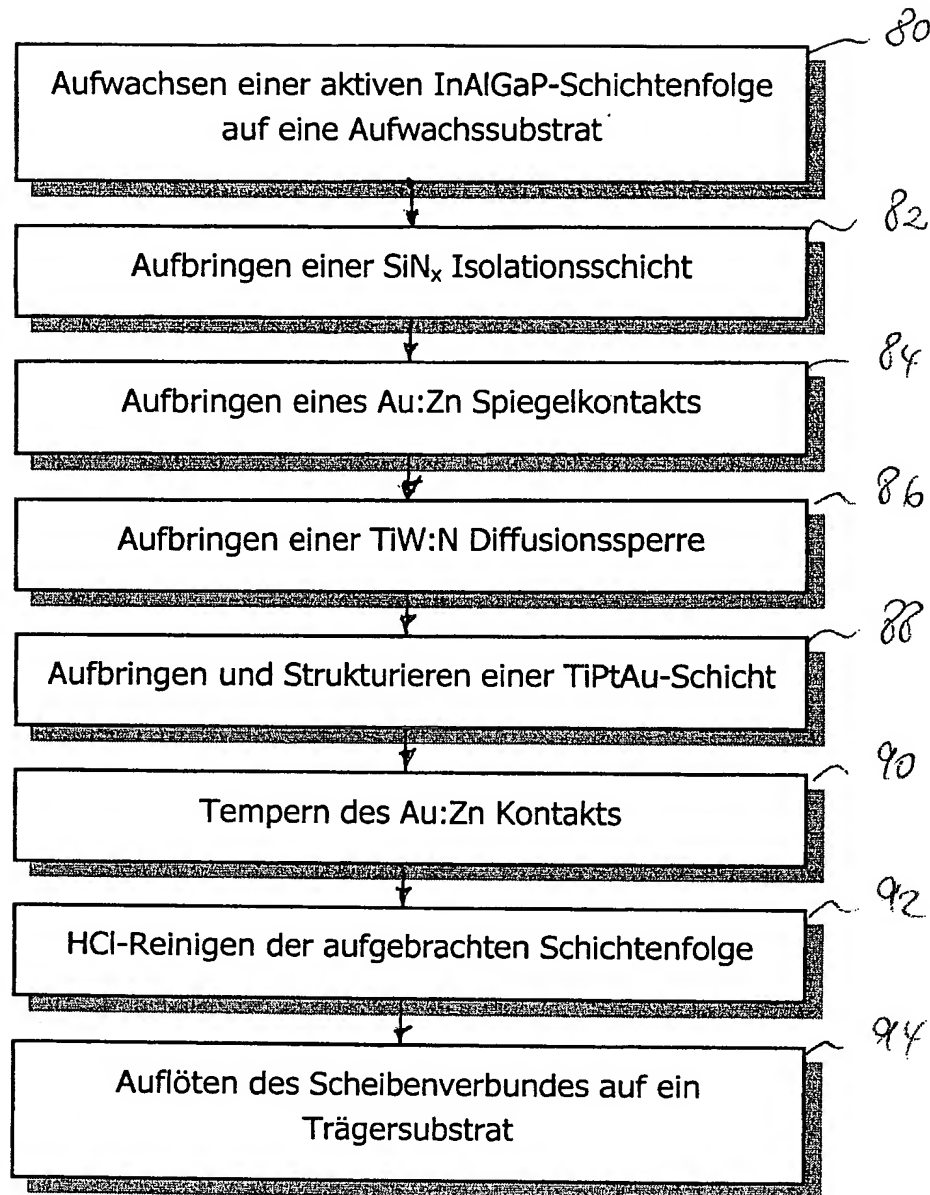 80
Aufwachsen einer aktiven InAlGaP-Schichtenfolge
auf eine Aufwachssubstrat
82
Aufbringen einer SiNₓ Isolationsschicht
84
Aufbringen eines Au:Zn Spiegelkontakts
86
Aufbringen einer TiW:N Diffusionssperre
88
Aufbringen und Strukturieren einer TiPtAu-Schicht
90
Tempern des Au:Zn Kontakts
92
HCl-Reinigen der aufgebrachten Schichtenfolge
94
Auflöten des Scheibenverbundes auf ein
Trägersubstrat